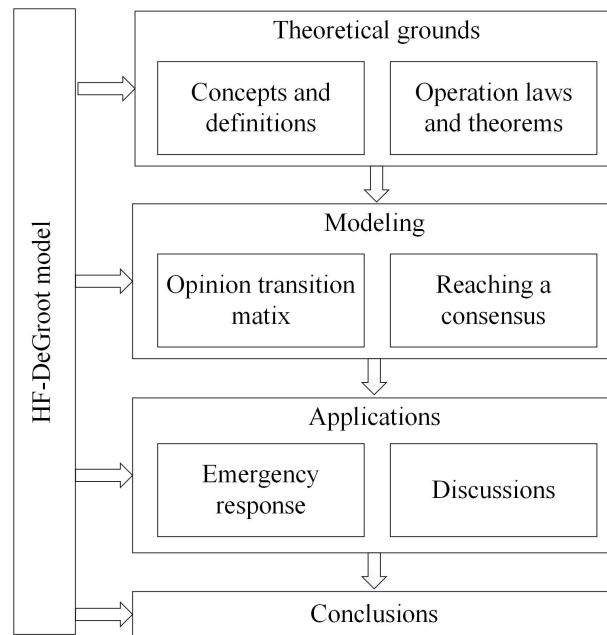 HF-DeGroot model
Theoretical grounds
Concepts and
definitions
Operation laws
and theorems
Modeling
Opinion transition
matix
Reaching a
consensus
Applications
Emergency
response
Discussions
Conclusions